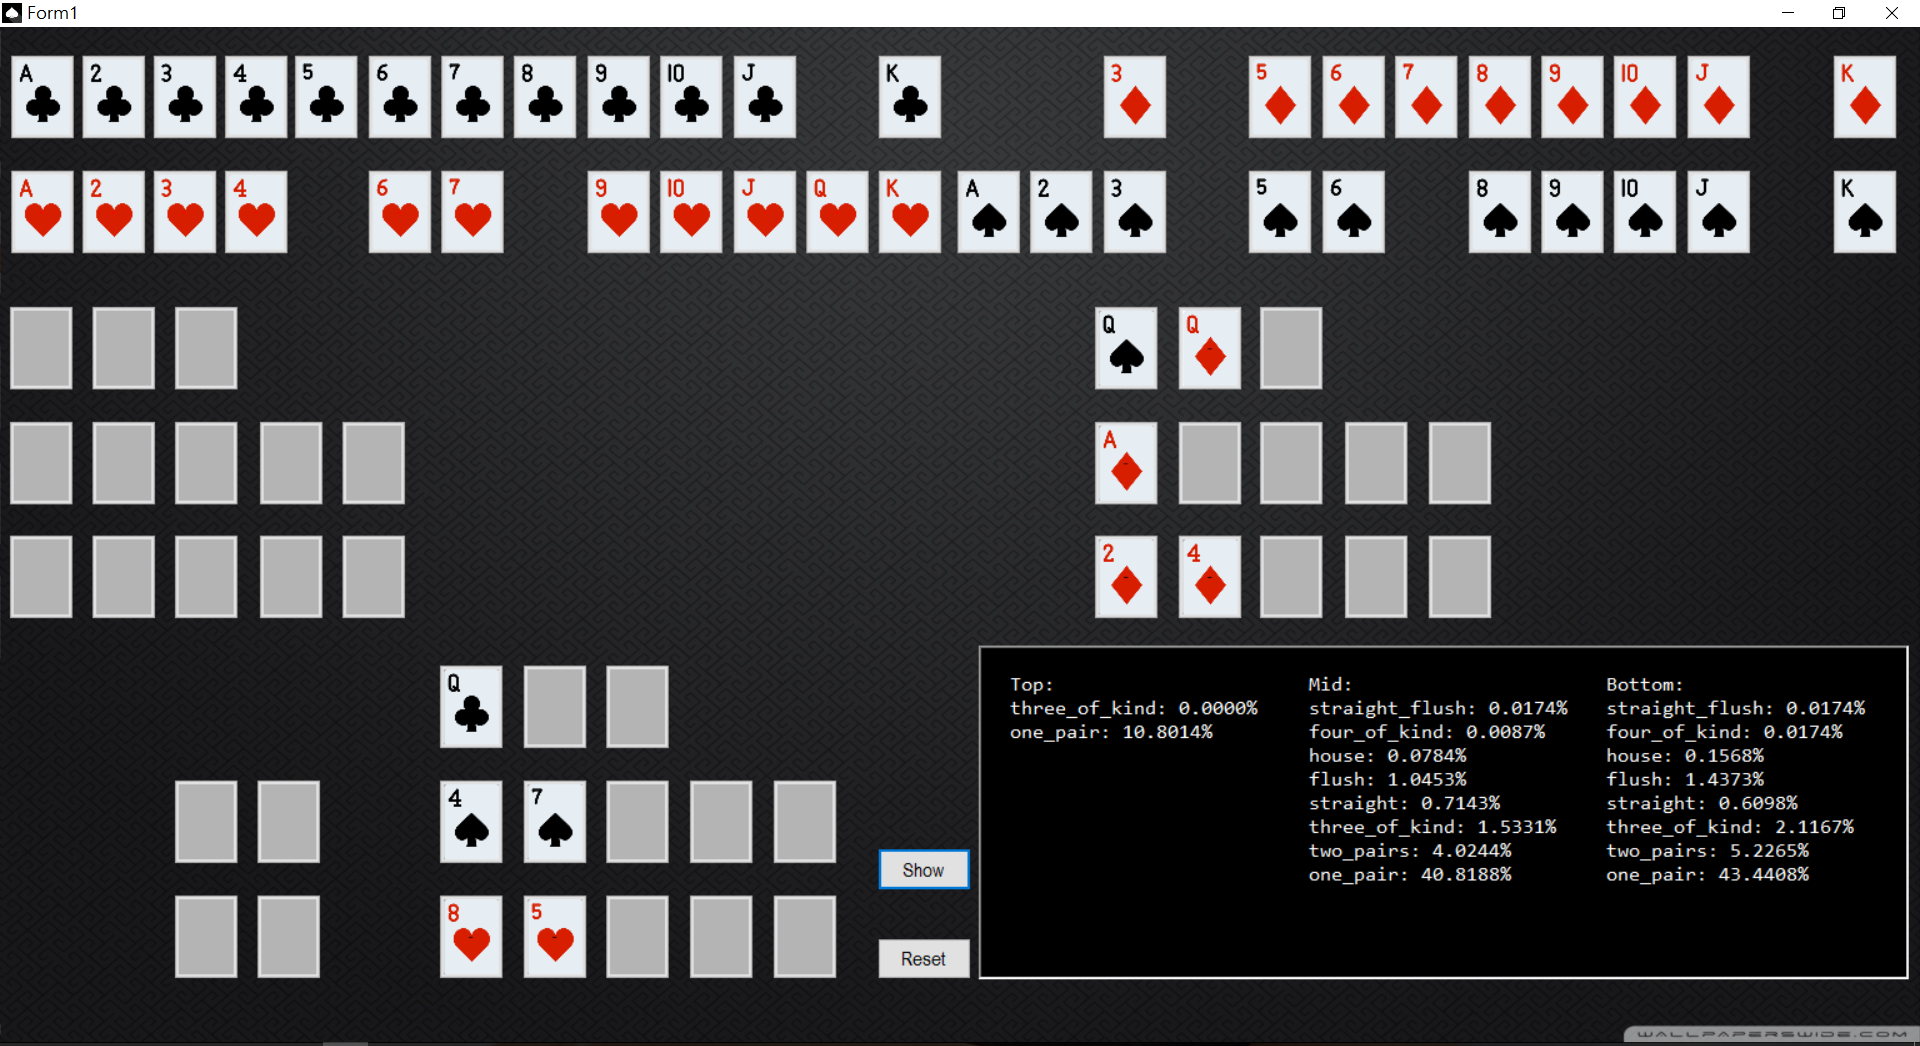 Form1
A 2 3 4 5 6 7 8 9 10 J K 3 5 6 7 8 9 10 J K
A 2 3 4 6 7 9 10 J Q K A 2 3 5 6 8 9 10 J K
Q Q
A
2 4
Q
4 7
8 5
Show
Reset
Top:
three_of_kind: 0.0000%
one_pair: 10.8014%
Mid:
straight_flush: 0.0174%
four_of_kind: 0.0087%
house: 0.0784%
flush: 1.0453%
straight: 0.7143%
three_of_kind: 1.5331%
two_pairs: 4.0244%
one_pair: 40.8188%
Bottom:
straight_flush: 0.0174%
four_of_kind: 0.0174%
house: 0.1568%
flush: 1.4373%
straight: 0.6098%
three_of_kind: 2.1167%
two_pairs: 5.2265%
one_pair: 43.4408%
WALLPAPERSWIDE.COM